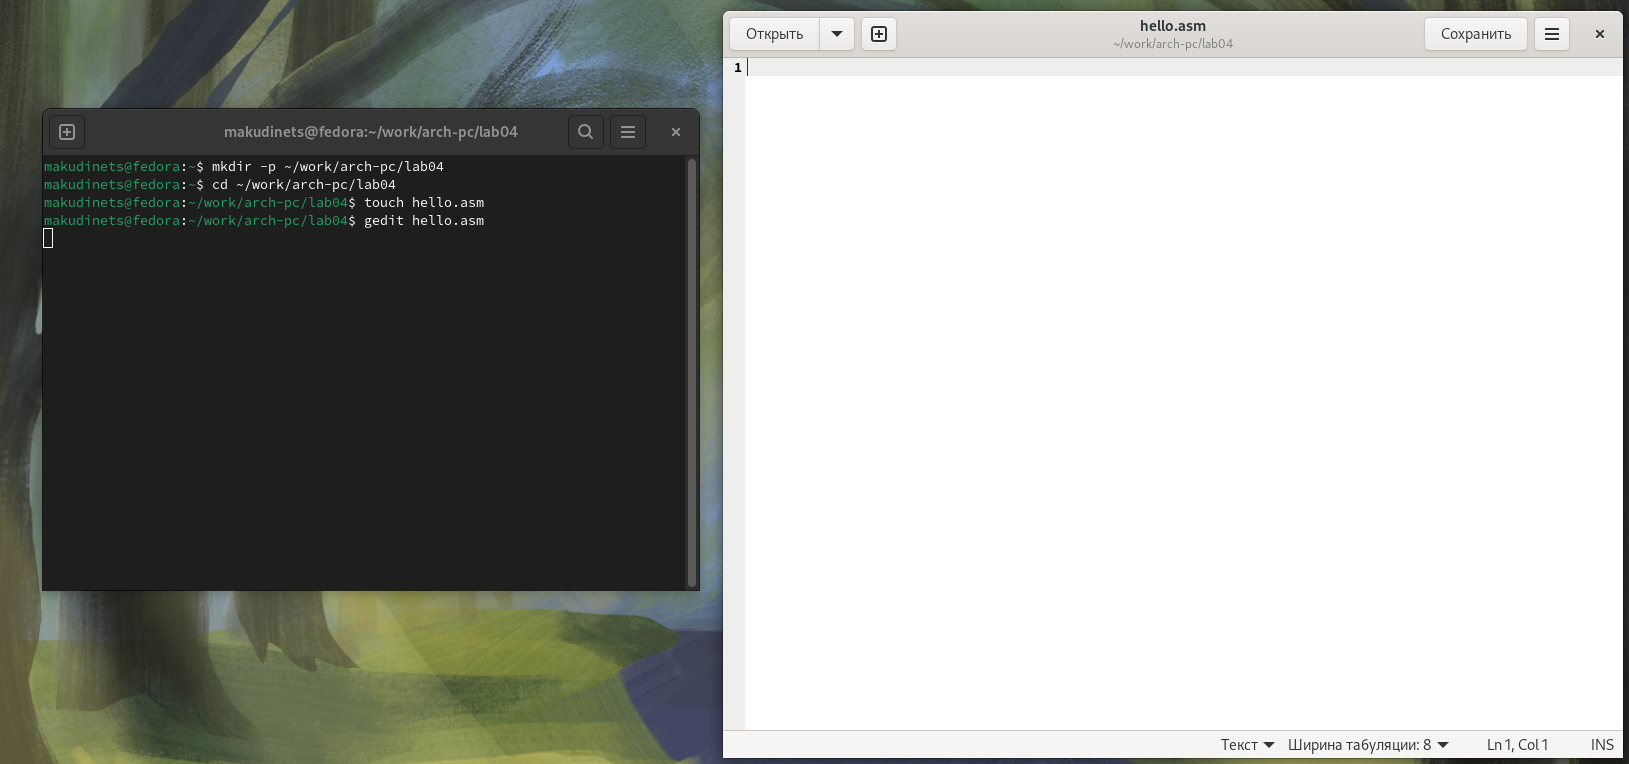 makudinets@fedora:~/work/arch-pc/lab04
makudinets@fedora:~$ mkdir -p ~/work/arch-pc/lab04
makudinets@fedora:~$ cd ~/work/arch-pc/lab04
makudinets@fedora:~/work/arch-pc/lab04$ touch hello.asm
makudinets@fedora:~/work/arch-pc/lab04$ gedit hello.asm
Открыть
hello.asm
~/work/arch-pc/lab04
Сохранить
1
Текст Ширина табуляции: 8 Ln 1, Col 1 INS